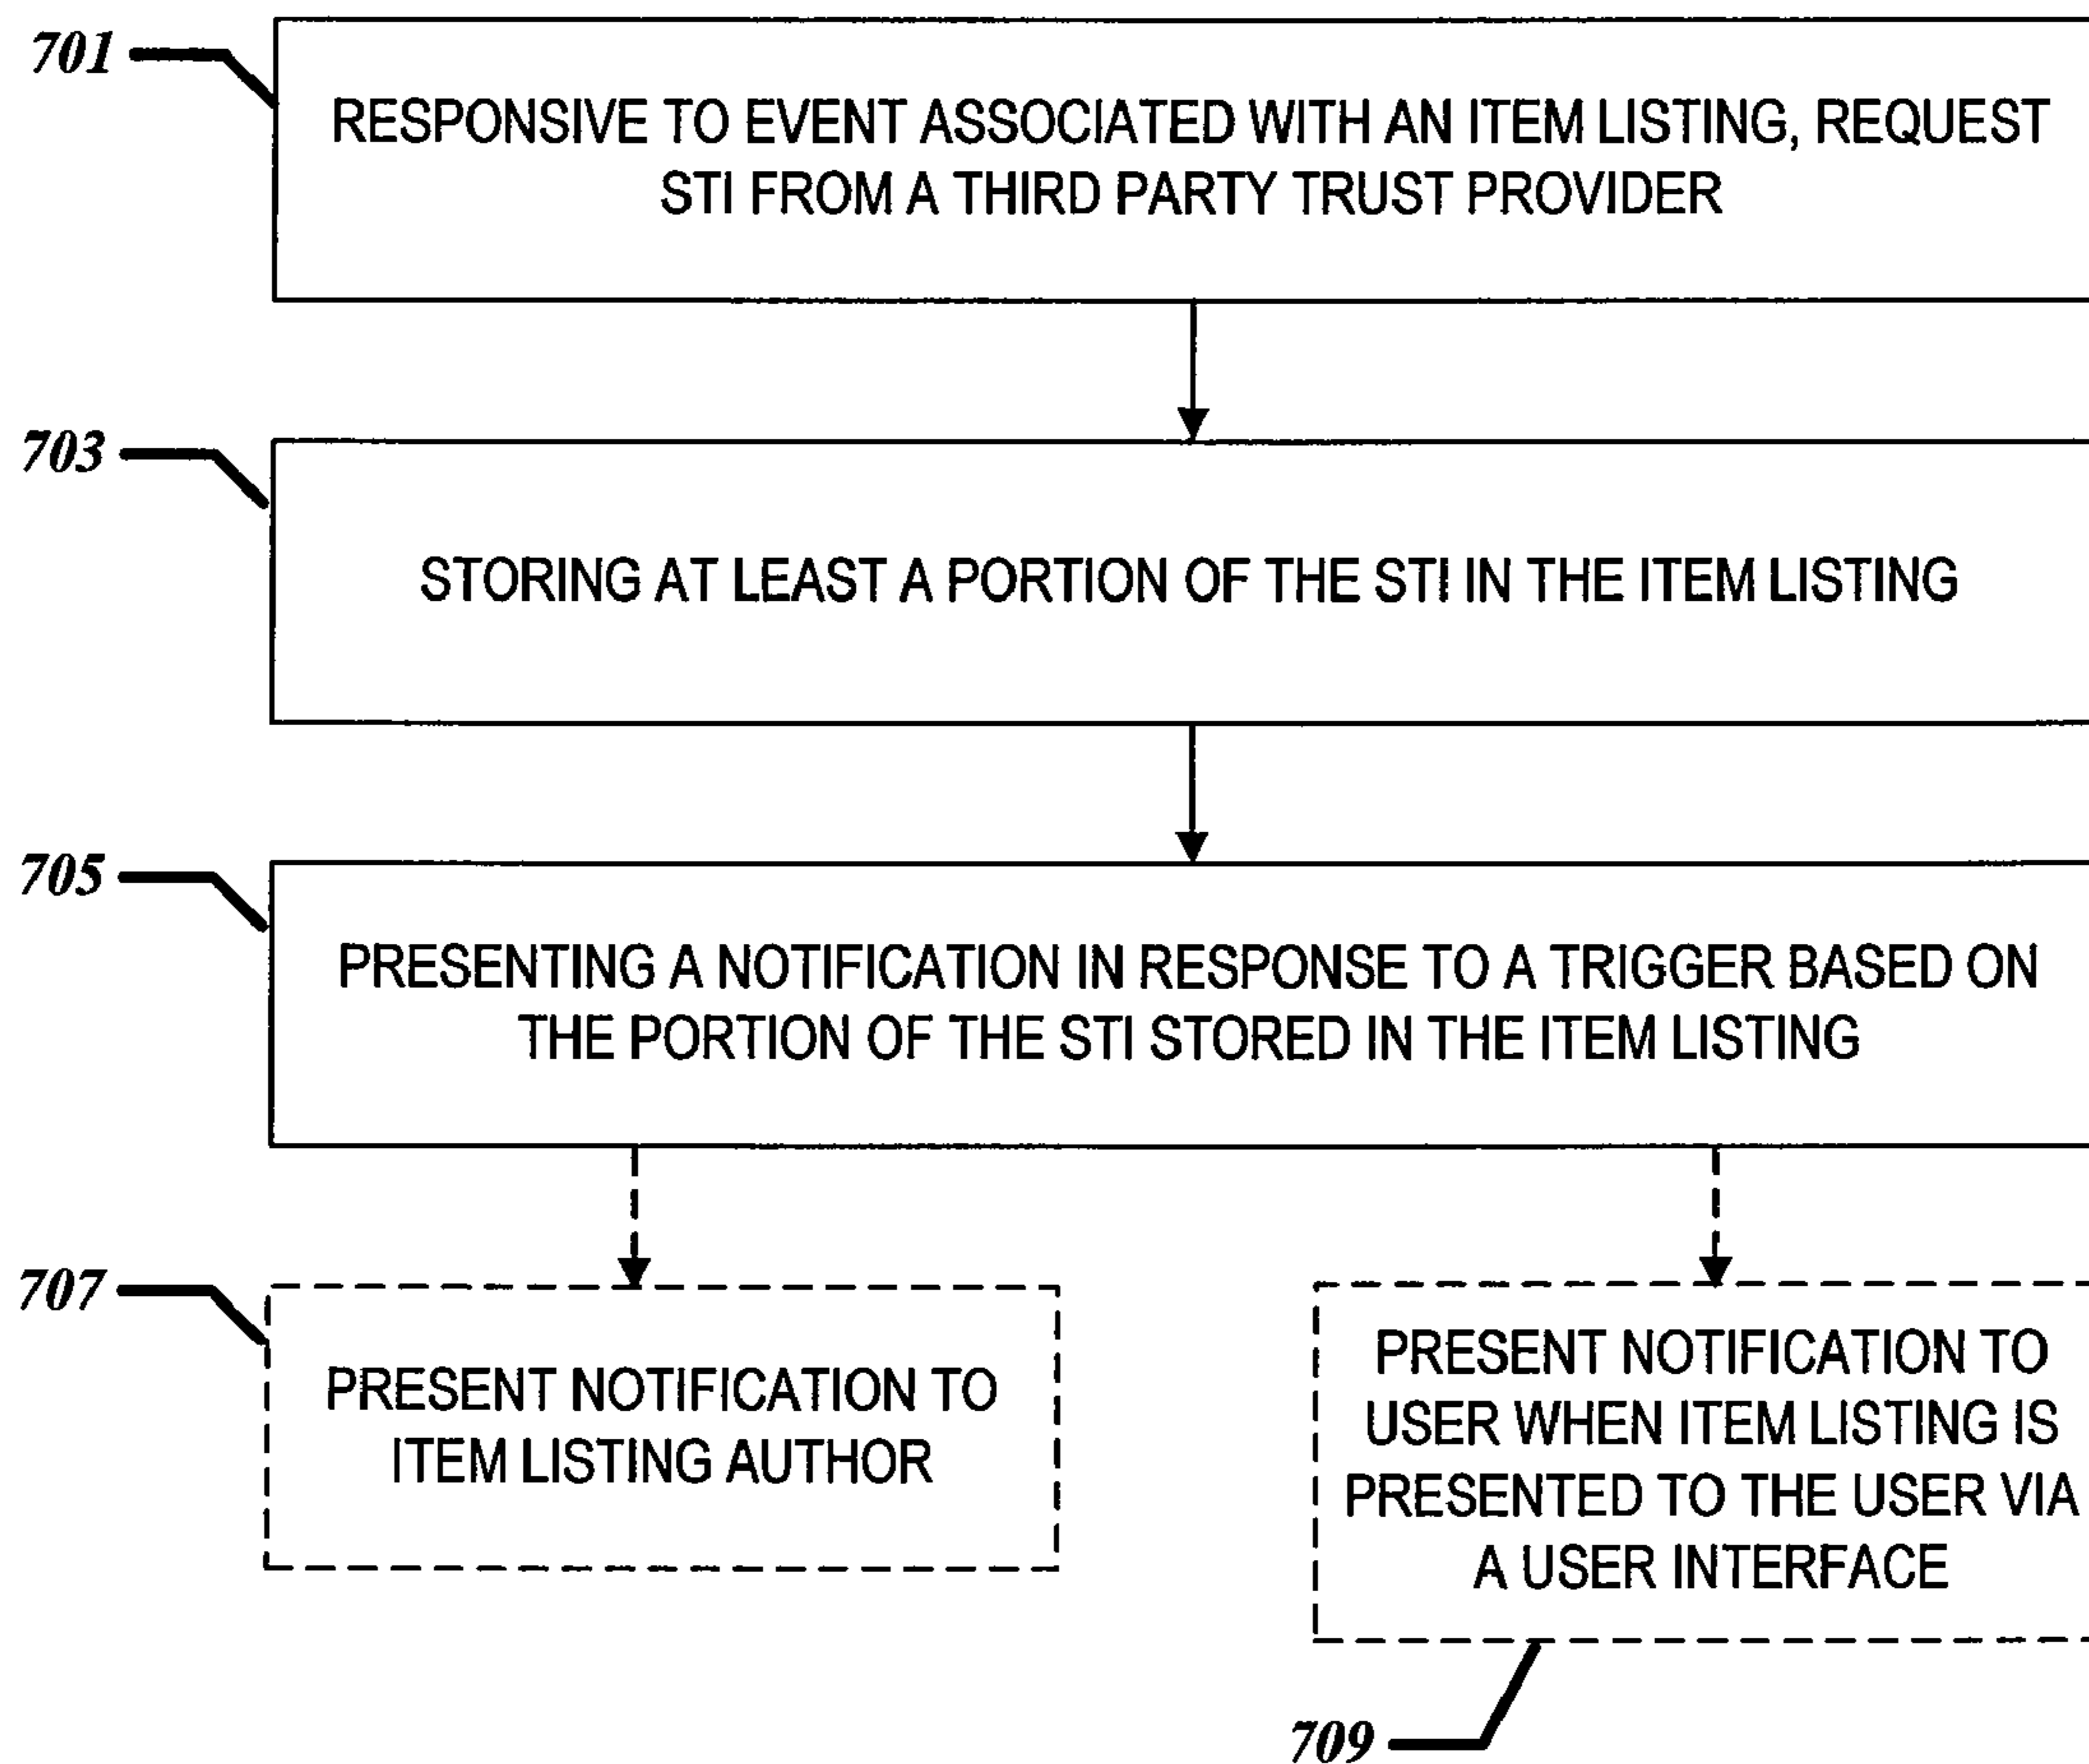 701
RESPONSIVE TO EVENT ASSOCIATED WITH AN ITEM LISTING, REQUEST
STI FROM A THIRD PARTY TRUST PROVIDER
703
STORING AT LEAST A PORTION OF THE STI IN THE ITEM LISTING
705
PRESENTING A NOTIFICATION IN RESPONSE TO A TRIGGER BASED ON
THE PORTION OF THE STI STORED IN THE ITEM LISTING
707
PRESENT NOTIFICATION TO
ITEM LISTING AUTHOR
PRESENT NOTIFICATION TO
USER WHEN ITEM LISTING IS
PRESENTED TO THE USER VIA
A USER INTERFACE
709